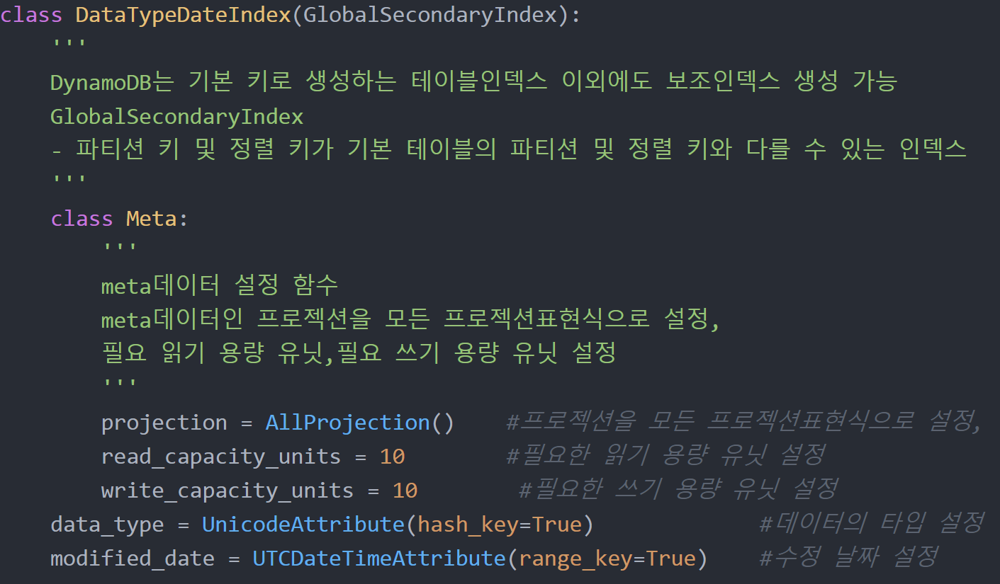 class DataTypeDateIndex(GlobalSecondaryIndex):
'''
DynamoDB는 기본 키로 생성하는 테이블인덱스 이외에도 보조인덱스 생성 가능
GlobalSecondaryIndex
- 파티션 키 및 정렬 키가 기본 테이블의 파티션 및 정렬 키와 다를 수 있는 인덱스
'''
class Meta:
'''
meta데이터 설정 함수
meta데이터인 프로젝션을 모든 프로젝션표현식으로 설정,
필요 읽기 용량 유닛,필요 쓰기 용량 유닛 설정
'''
projection = AllProjection() #프로젝션을 모든 프로젝션표현식으로 설정,
read_capacity_units = 10 #필요한 읽기 용량 유닛 설정
write_capacity_units = 10 #필요한 쓰기 용량 유닛 설정
data_type = UnicodeAttribute(hash_key=True) #데이터의 타입 설정
modified_date = UTCDateTimeAttribute(range_key=True) #수정 날짜 설정